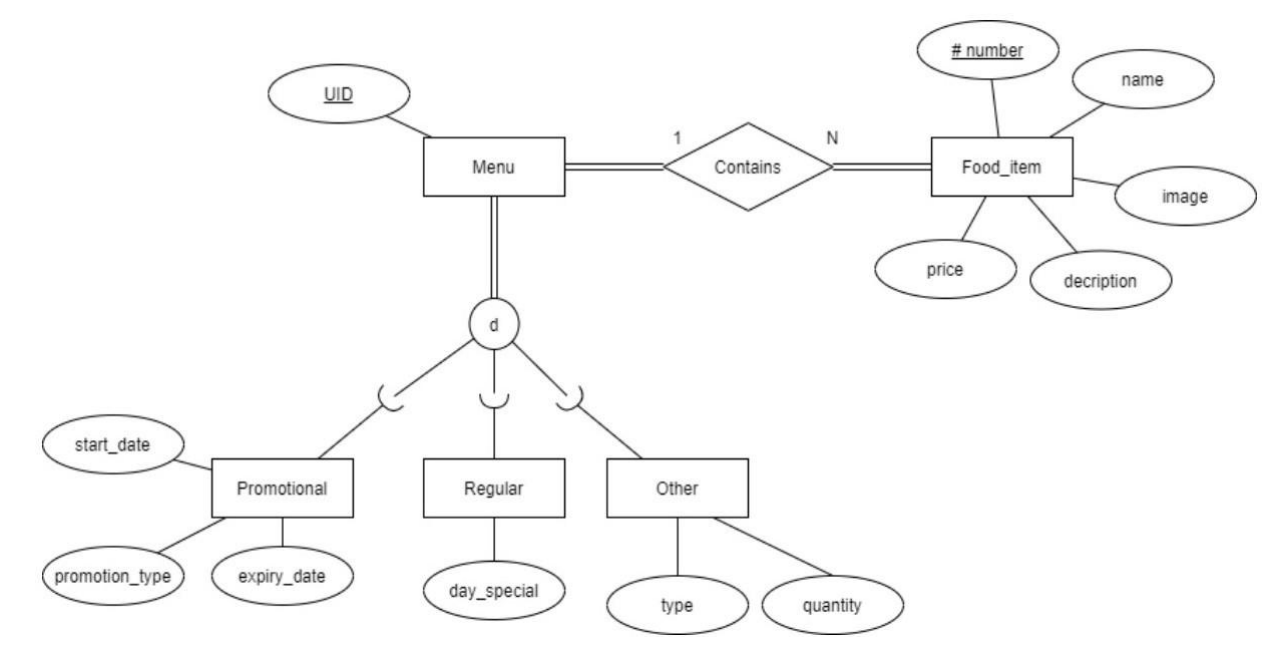 # number
name
UID
1
N
Menu
Contains
Food_item
image
price
decription
d
start_date
Promotional
Regular
Other
promotion_type
expiry_date
day_special
type
quantity